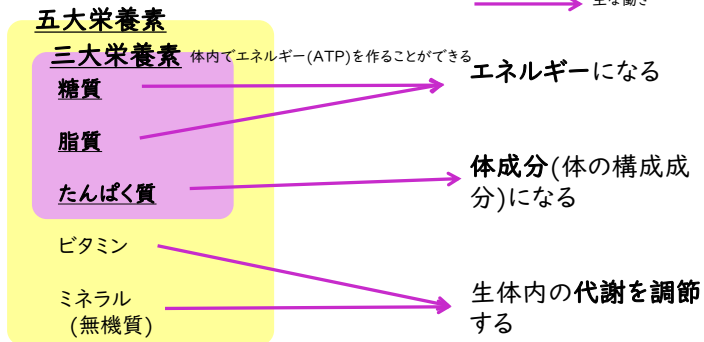 主な働き
五大栄養素
三大栄養素 体内でエネルギー(ATP)を作ることができる
糖質
エネルギーになる
脂質
たんぱく質
体成分(体の構成成
分)になる
ビタミン
ミネラル
(無機質)
生体内の代謝を調節
する